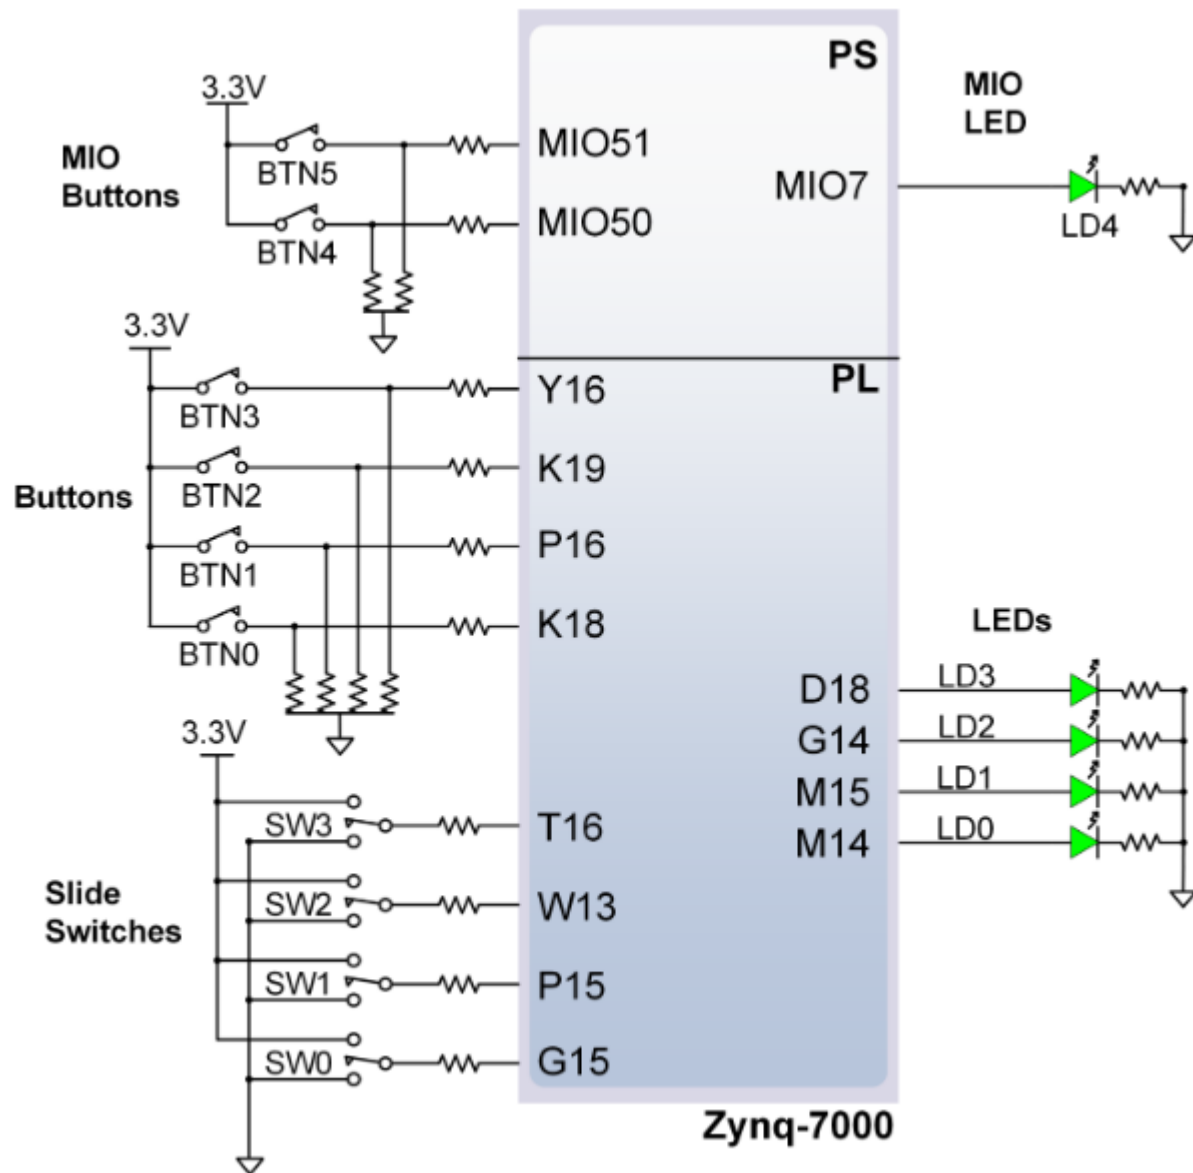 PS
MIO
LED
3.3V
MIO
Buttons
BTN5
MIO51
BTN4
MIO50
MIO7
LD4
3.3V
PL
BTN3
Y16
Buttons
BTN2
K19
BTN1
P16
BTN0
K18
LEDs
D18
LD3
G14
LD2
M15
LD1
M14
LD0
3.3V
Slide
Switches
SW3
T16
SW2
W13
SW1
P15
SW0
G15
Zynq-7000